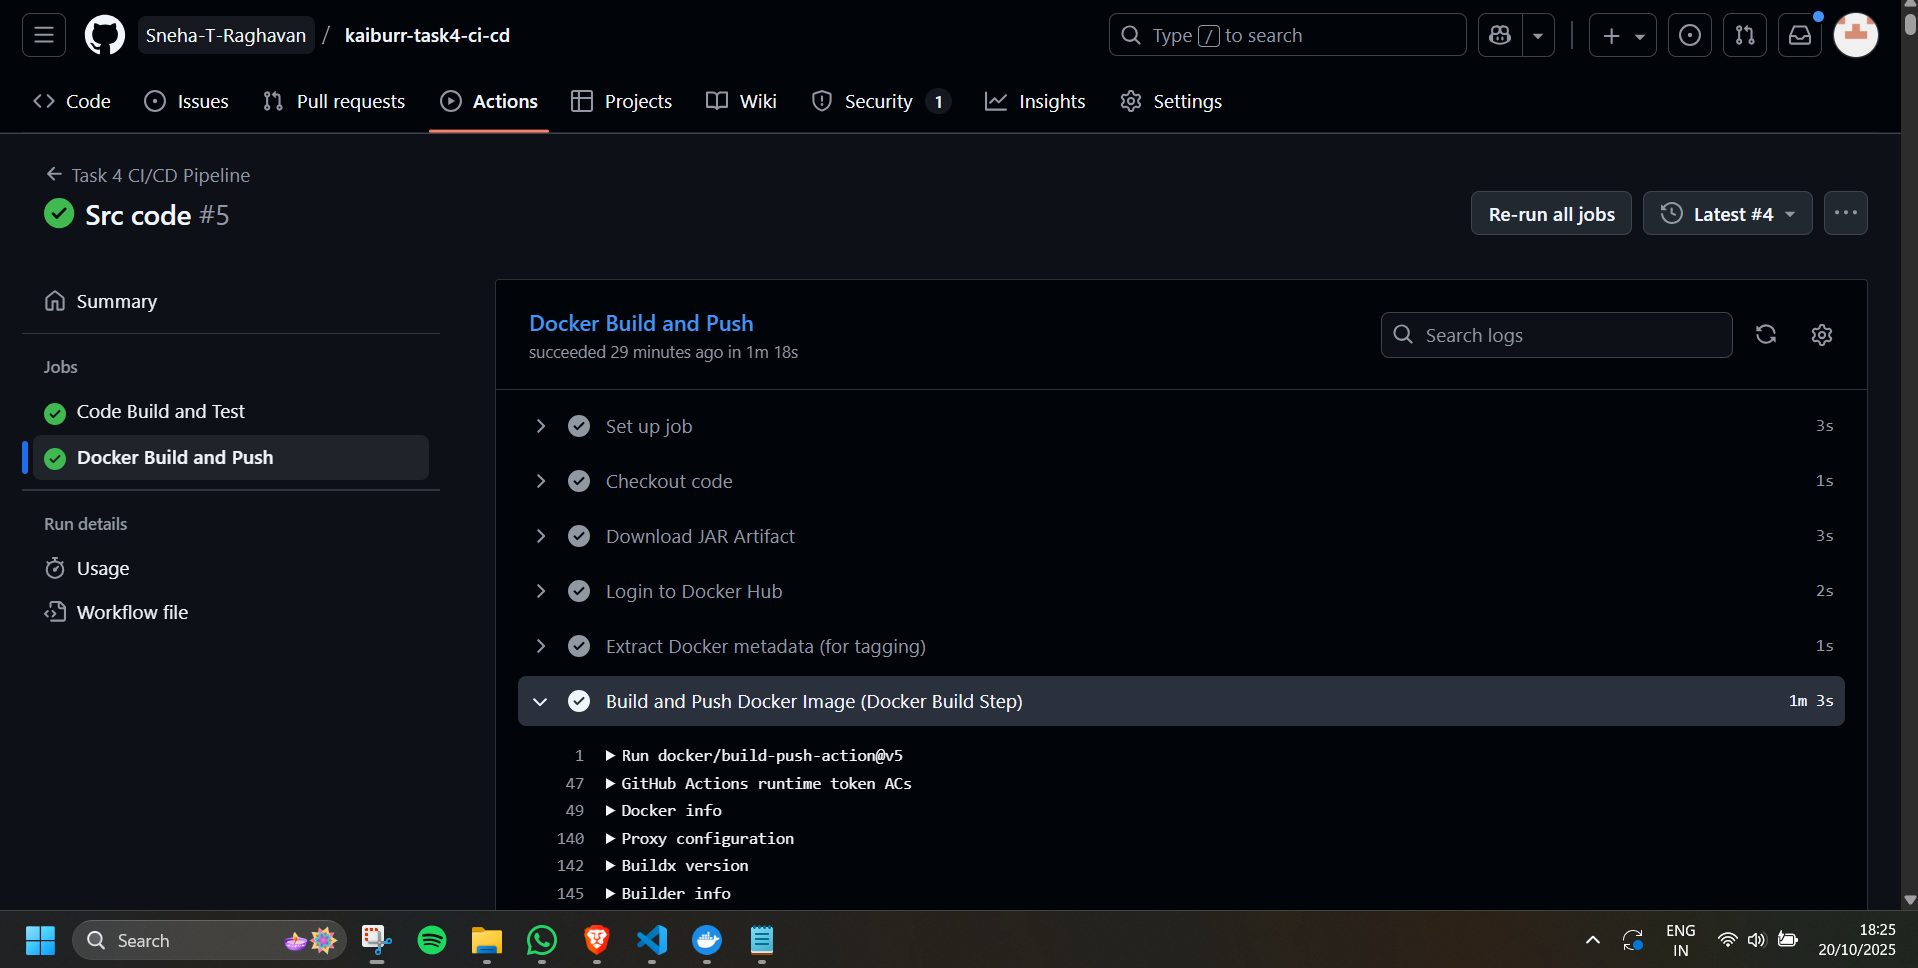 Sneha-T-Raghavan / kaiburr-task4-ci-cd
Type / to search
Code
Issues
Pull requests
Actions
Projects
Wiki
Security 1
Insights
Settings
Task 4 CI/CD Pipeline
Src code #5
Re-run all jobs
Latest #4
Summary
Jobs
Code Build and Test
Docker Build and Push
Run details
Usage
Workflow file
Docker Build and Push
succeeded 29 minutes ago in 1m 18s
Search logs
Set up job 3s
Checkout code 1s
Download JAR Artifact 3s
Login to Docker Hub 2s
Extract Docker metadata (for tagging) 1s
Build and Push Docker Image (Docker Build Step) 1m 3s
1 Run docker/build-push-action@v5
47 GitHub Actions runtime token ACs
49 Docker info
140 Proxy configuration
142 Buildx version
145 Builder info
Search
ENG
IN
18:25
20/10/2025